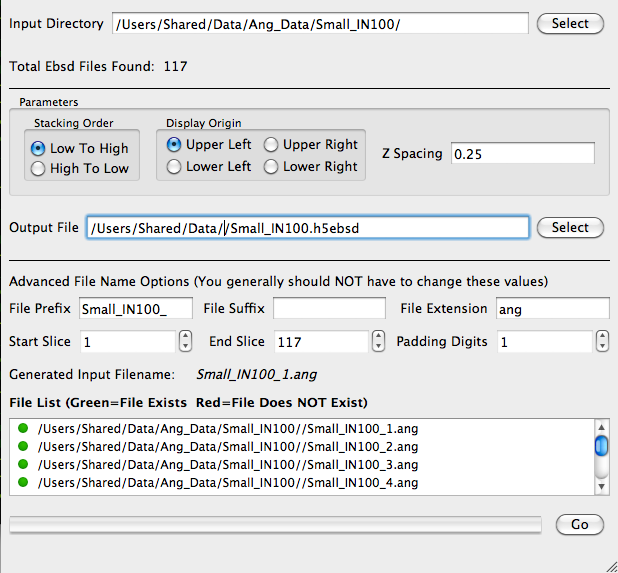 Input Directory /Users/Shared/Data/Ang_Data/Small_IN100/ Select
Total Ebsd Files Found: 117
Parameters
Stacking Order Display Origin
Low To High Upper Left Upper Right
Z Spacing 0.25
High To Low Lower Left Lower Right
Output File /Users/Shared/Data//Small_IN100.h5ebsd Select
Advanced File Name Options (You generally should NOT have to change these values)
File Prefix Small_IN100_ File Suffix File Extension ang
Start Slice 1 End Slice 117 Padding Digits 1
Generated Input Filename: Small_IN100_1.ang
File List (Green=File Exists Red=File Does NOT Exist)
/Users/Shared/Data/Ang_Data/Small_IN100//Small_IN100_1.ang
/Users/Shared/Data/Ang_Data/Small_IN100//Small_IN100_2.ang
/Users/Shared/Data/Ang_Data/Small_IN100//Small_IN100_3.ang
/Users/Shared/Data/Ang_Data/Small_IN100//Small_IN100_4.ang
Go